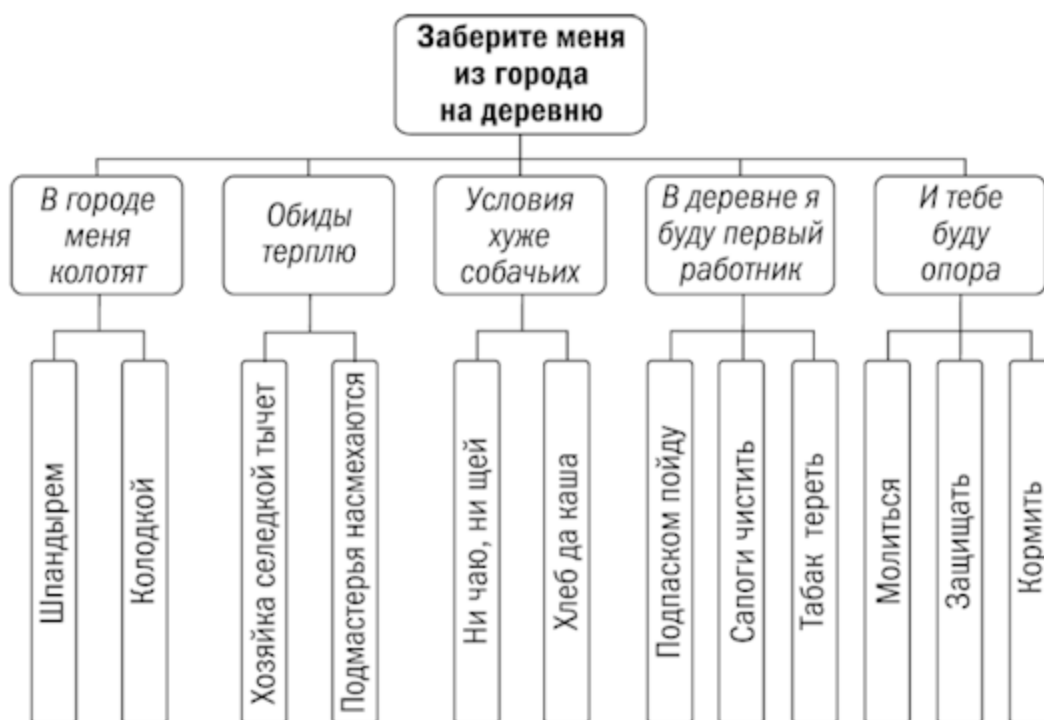 Заберите меня
из города
на деревню
В городе
меня
колотят
Обиды
терплю
Условия
хуже
собачьих
В деревне я
буду первый
работник
И тебе
буду
опора
Шпандырем
Колодкой
Хозяйка селедкой тычет
Подмастерья насмехаются
Ни чаю, ни щей
Хлеб да каша
Подпаском пойду
Сапоги чистить
Табак тереть
Молиться
Защищать
Кормить